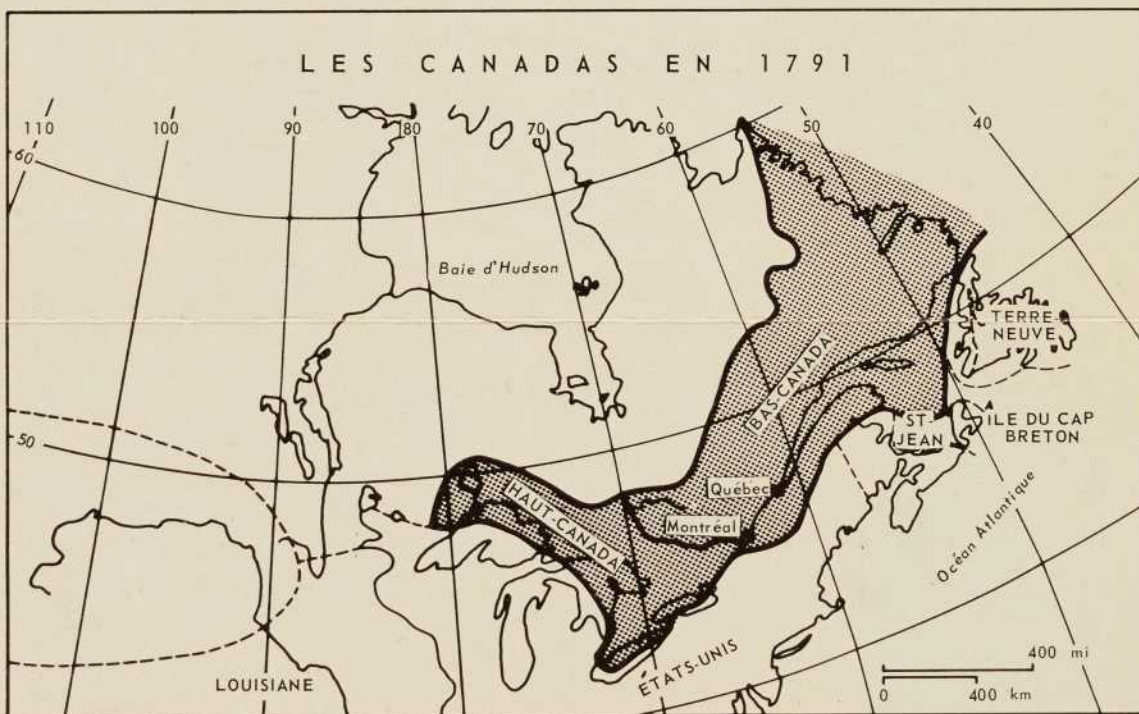 LES CANADAS EN 1791
110 100 90 80 70 60 50 40
60
50
Baie d'Hudson
TERRE-
NEUVE
BAS-CANADA
ST-
JEAN
ILE DU CAP
BRETON
HAUT-CANADA
Québec
Montréal
Océan Atlantique
ÉTATS-UNIS
LOUISIANE
400 mi
0 400 km